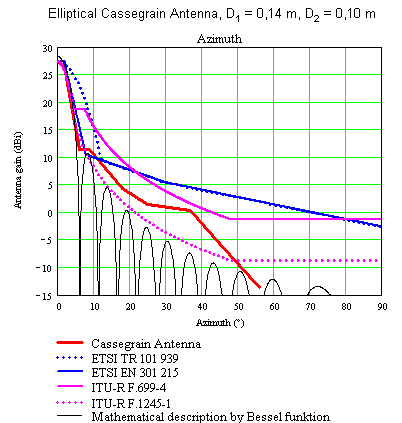 Elliptical Cassegrain Antenna, D1 = 0,14 m, D2 = 0,10 m
Azimuth
30
25
20
15
10
5
0
−5
−10
−15
Antenna gain (dBi)
0 10 20 30 40 50 60 70 80 90
Azimuth (°)
Cassegrain Antenna
ETSI TR 101 939
ETSI EN 301 215
ITU-R F.699-4
ITU-R F.1245-1
Mathematical description by Bessel funktion